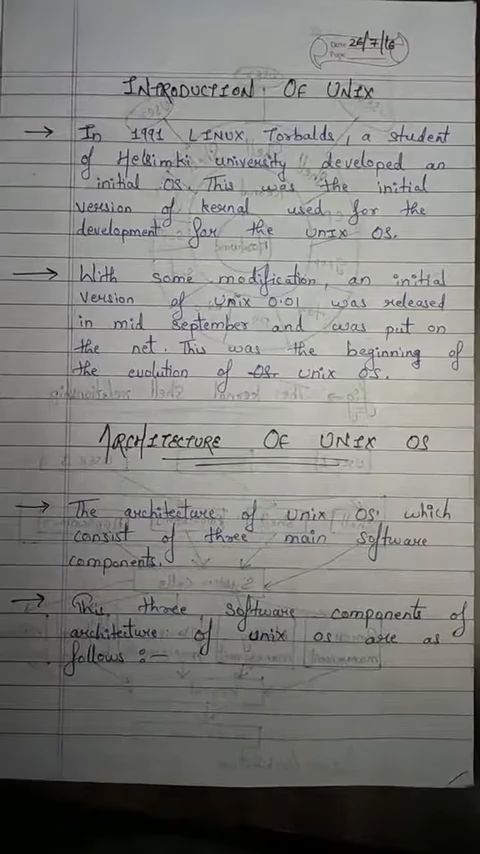 Date 26/7/16
Page
INTRODUCTION OF UNIX
→ In 1991 LINUX, Torbalds, a student
of Helsimki university developed an
initial OS. This was the initial
version of kernal used for the
development for the UNIX OS.
→ With some modification, an initial
version of Unix 0.01 was released
in mid september and was put on
the net. This was the beginning of
the evolution of OS. Unix OS.
ARCHITECTURE OF UNIX OS
→ The architecture of Unix OS which
consist of three main software
components.
→ This three software components of
architecture of unix os are as
follows :-